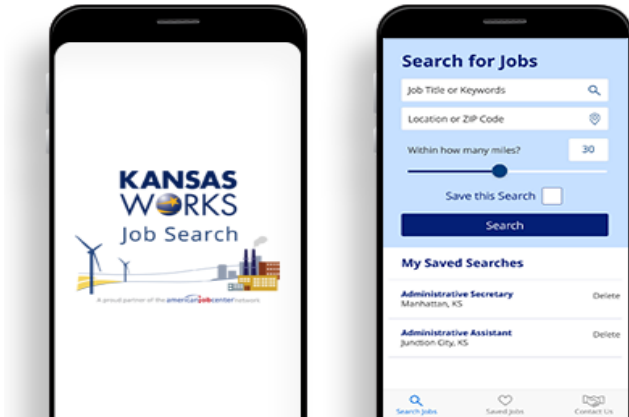 KANSAS
WORKS
Job Search
A proud partner of the americanjobcenter network
Search for Jobs
Job Title or Keywords
Location or ZIP Code
Within how many miles? 30
Save this Search
Search
My Saved Searches
Administrative Secretary
Manhattan, KS
Delete
Administrative Assistant
Junction City, KS
Delete
Search Jobs
Saved Jobs
Contact Us